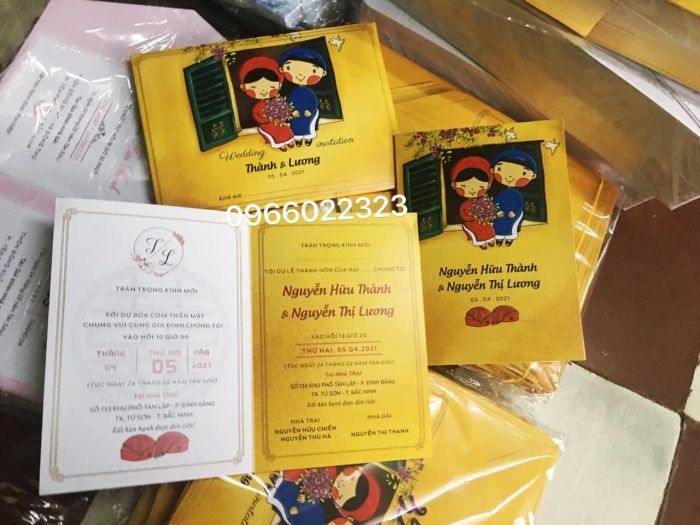 Wedding invitation
Thành & Lương
05 . 04 . 2021
Kính mời
0966022323
Nguyễn Hữu Thành
& Nguyễn Thị Lương
05 . 04 . 2021
T/L
TRÂN TRỌNG KÍNH MỜI
TỚI DỰ BỮA CƠM THÂN MẬT
CHUNG VUI CÙNG GIA ĐÌNH CHÚNG TÔI
VÀO HỒI 10 GIỜ 00
THÁNG 04
THỨ HAI 05
NĂM 2021
(TỨC NGÀY 24 THÁNG 02 NĂM TÂN SỬU)
TẠI NHÀ TRAI
SỐ 133 KHU PHỐ TÂN LẬP - P. ĐÌNH BẢNG
TX. TỪ SƠN - T. BẮC NINH
Rất hân hạnh được đón tiếp!
TRÂN TRỌNG KÍNH MỜI
TỚI DỰ LỄ THÀNH HÔN CỦA HAI ...... CHÚNG TÔI
Nguyễn Hữu Thành
& Nguyễn Thị Lương
VÀO HỒI 13 GIỜ 30
THỨ HAI, 05.04.2021
(TỨC NGÀY 24 THÁNG 02 NĂM TÂN SỬU)
TẠI NHÀ TRAI
SỐ 133 KHU PHỐ TÂN LẬP - P. ĐÌNH BẢNG
TX. TỪ SƠN - T. BẮC NINH
Rất hân hạnh được đón tiếp!
NHÀ TRAI NHÀ GÁI
NGUYỄN HỮU CHIẾN
NGUYỄN THU HÀ NGUYỄN THỊ THANH
invitation